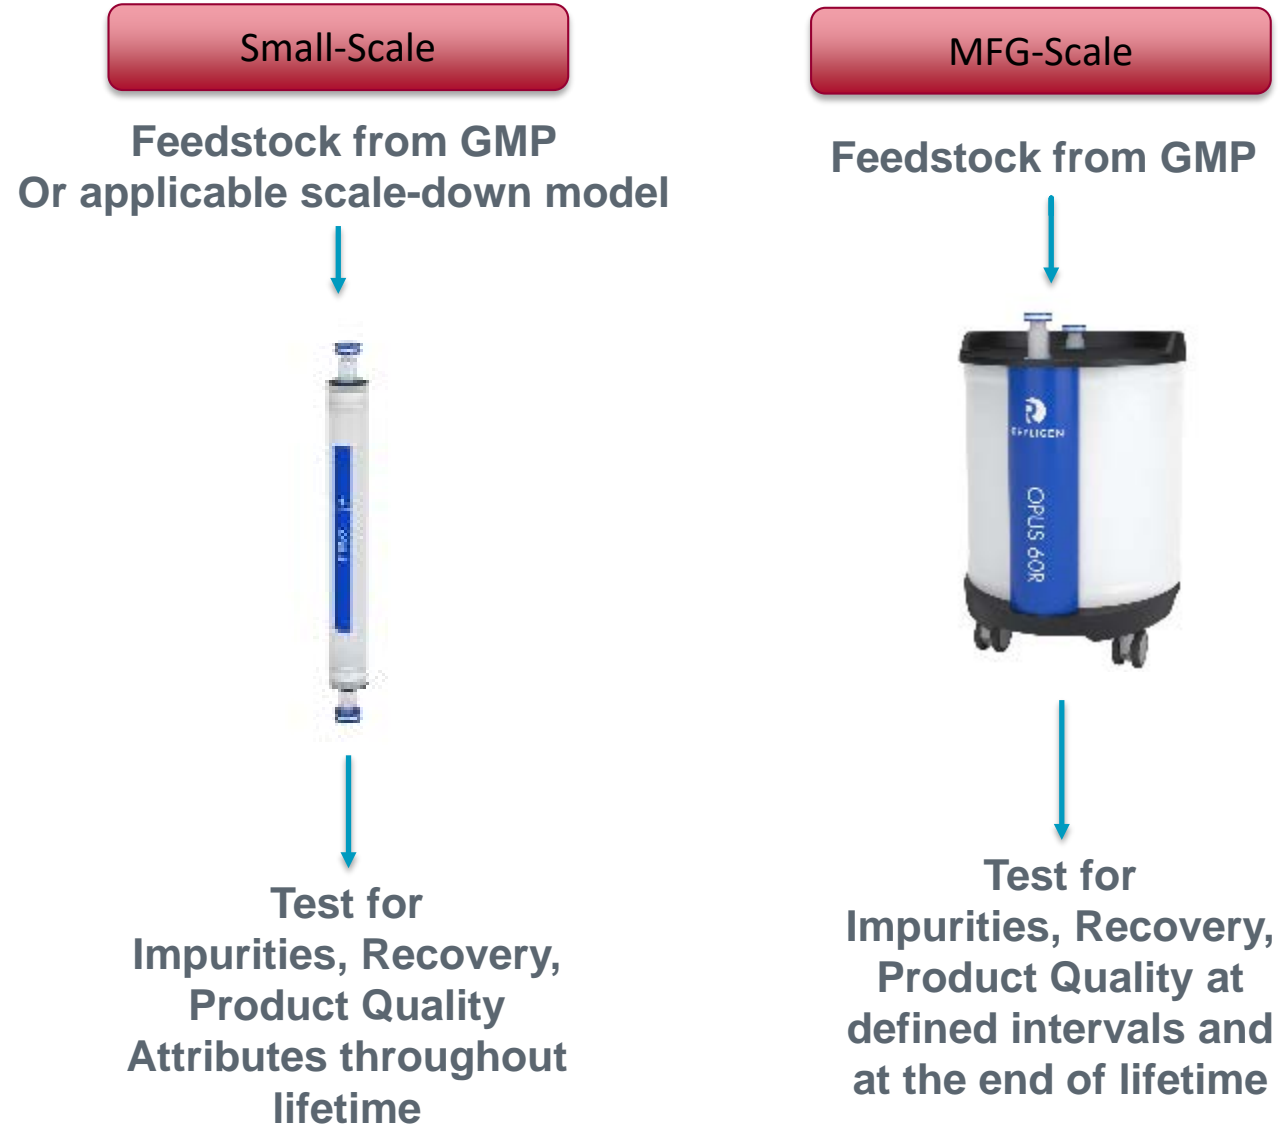 Small-Scale
Feedstock from GMP
Or applicable scale-down model
Test for
Impurities, Recovery,
Product Quality
Attributes throughout
lifetime
MFG-Scale
Feedstock from GMP
REPLIGEN
OPUS 60R
Test for
Impurities, Recovery,
Product Quality at
defined intervals and
at the end of lifetime